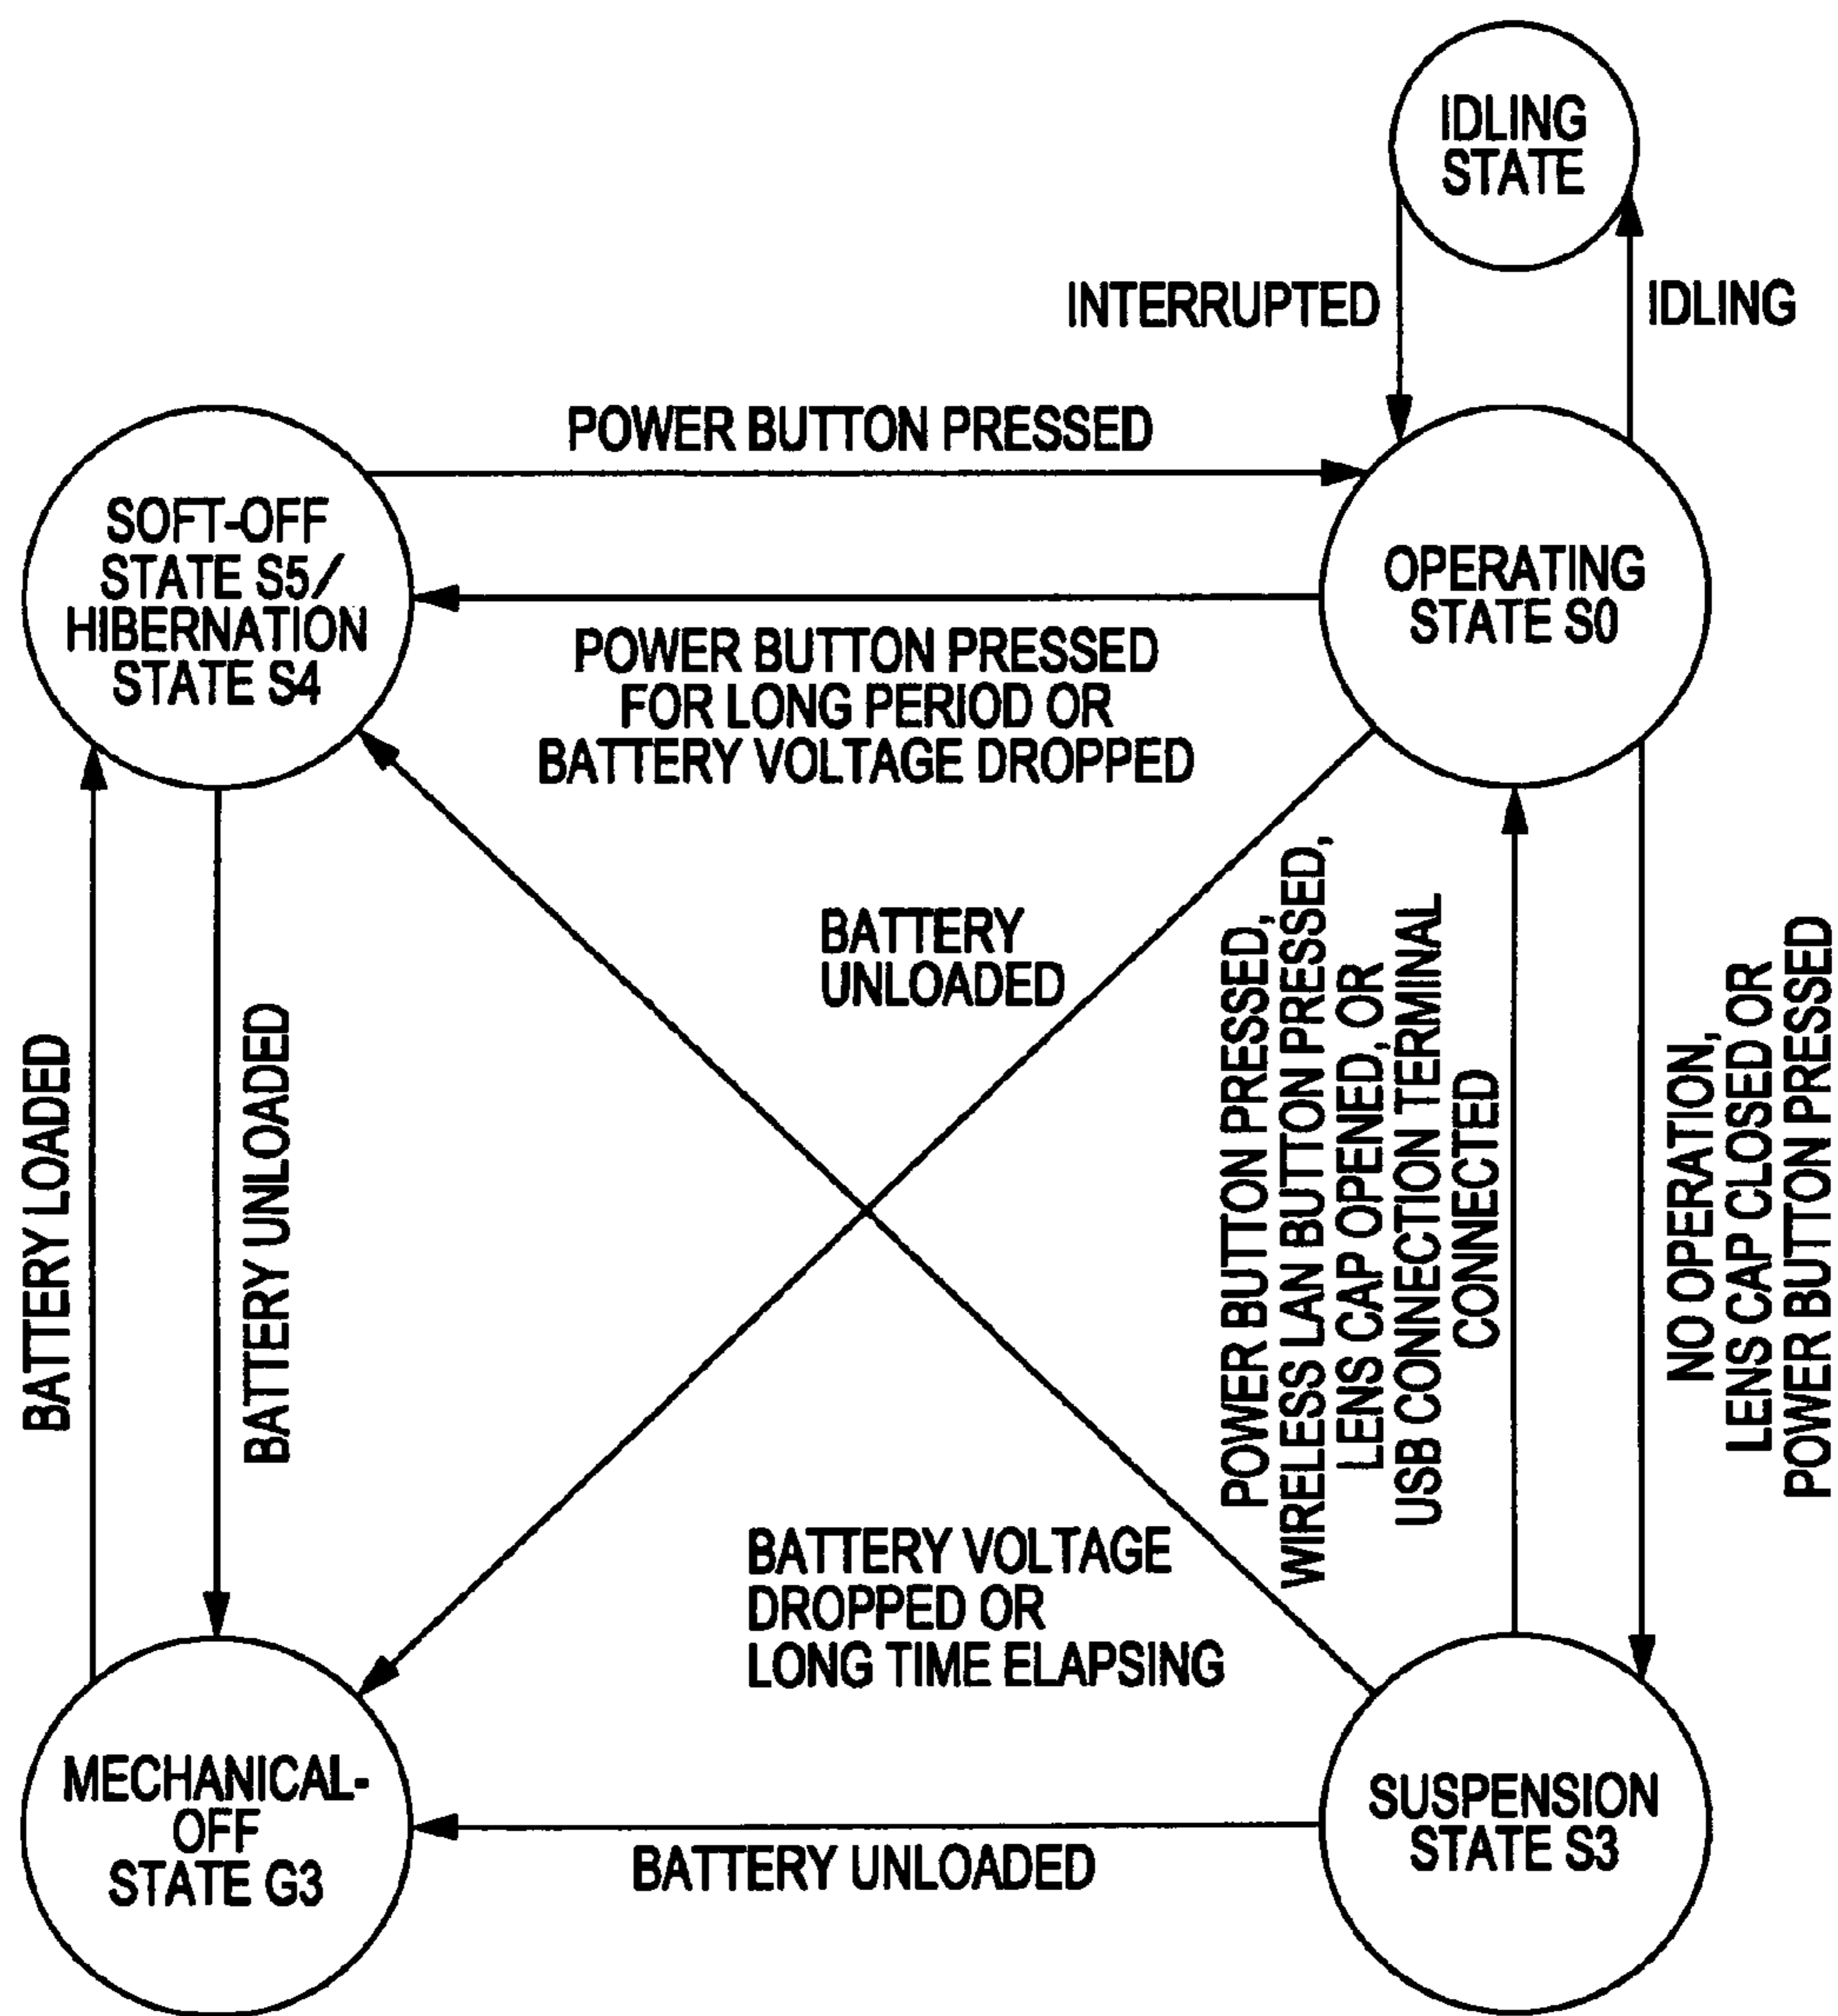 IDLING
STATE
INTERRUPTED
IDLING
POWER BUTTON PRESSED
SOFT-OFF
STATE S5/
HIBERNATION
STATE S4
OPERATING
STATE S0
POWER BUTTON PRESSED
FOR LONG PERIOD OR
BATTERY VOLTAGE DROPPED
BATTERY
UNLOADED
BATTERY LOADED
BATTERY UNLOADED
POWER BUTTON PRESSED,
WIRELESS LAN BUTTON PRESSED,
LENS CAP OPENED, OR
USB CONNECTION TERMINAL
CONNECTED
NO OPERATION,
LENS CAP CLOSED OR
POWER BUTTON PRESSED
BATTERY VOLTAGE
DROPPED OR
LONG TIME ELAPSING
MECHANICAL-
OFF
STATE G3
BATTERY UNLOADED
SUSPENSION
STATE S3